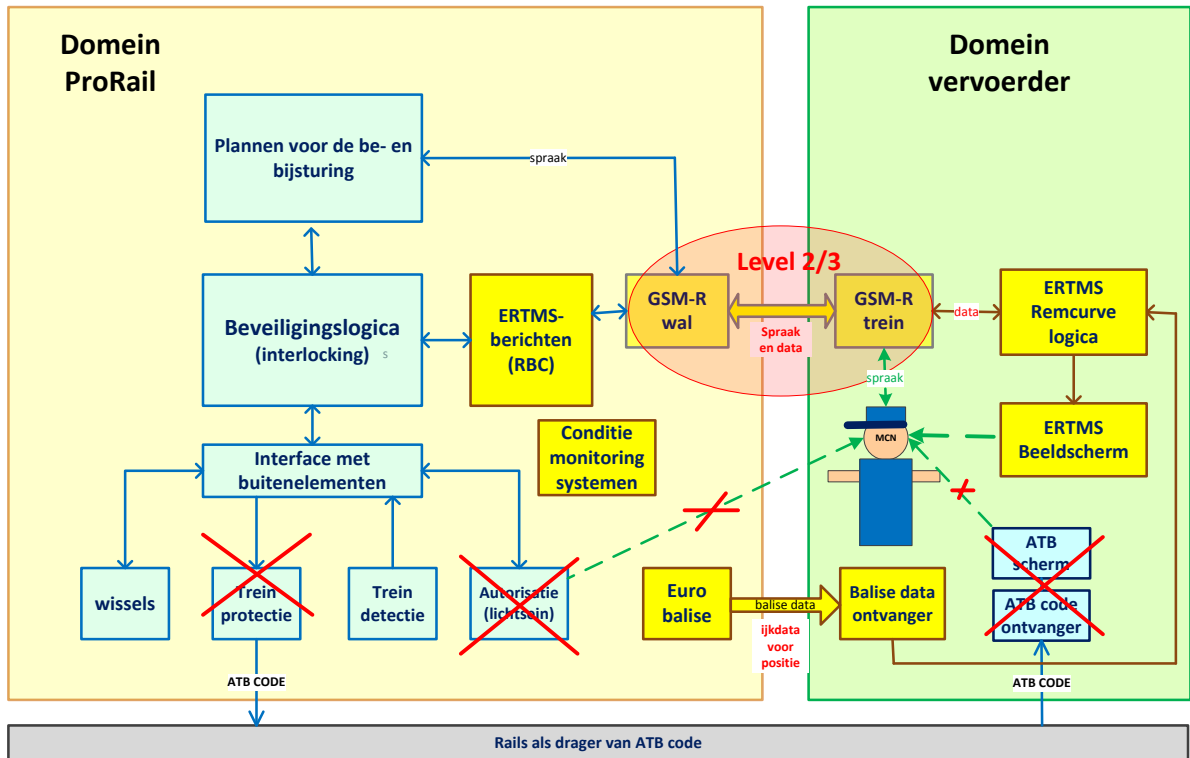 Domein
ProRail
Domein
vervoerder
Plannen voor de be- en
bijsturing
spraak
Level 2/3
Beveiligingslogica
(interlocking)
s
ERTMS-
berichten
(RBC)
GSM-R
wal
Spraak
en data
GSM-R
trein
data
ERTMS
Remcurve
logica
spraak
MCN
ERTMS
Beeldscherm
Conditie
monitoring
systemen
Interface met
buitenelementen
wissels
Trein
protectie
Trein
detectie
Autorisatie
(lichtsein)
Euro
balise
balise data
ijkdata
voor
positie
Balise data
ontvanger
ATB
scherm
ATB code
ontvanger
ATB CODE
ATB CODE
Rails als drager van ATB code